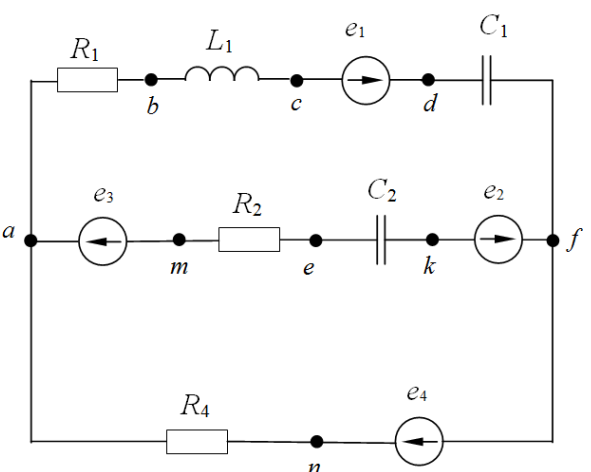 R₁ L₁ e₁ C₁
b c d
e₃ R₂ C₂ e₂
a m e k f
R₄ e₄
n